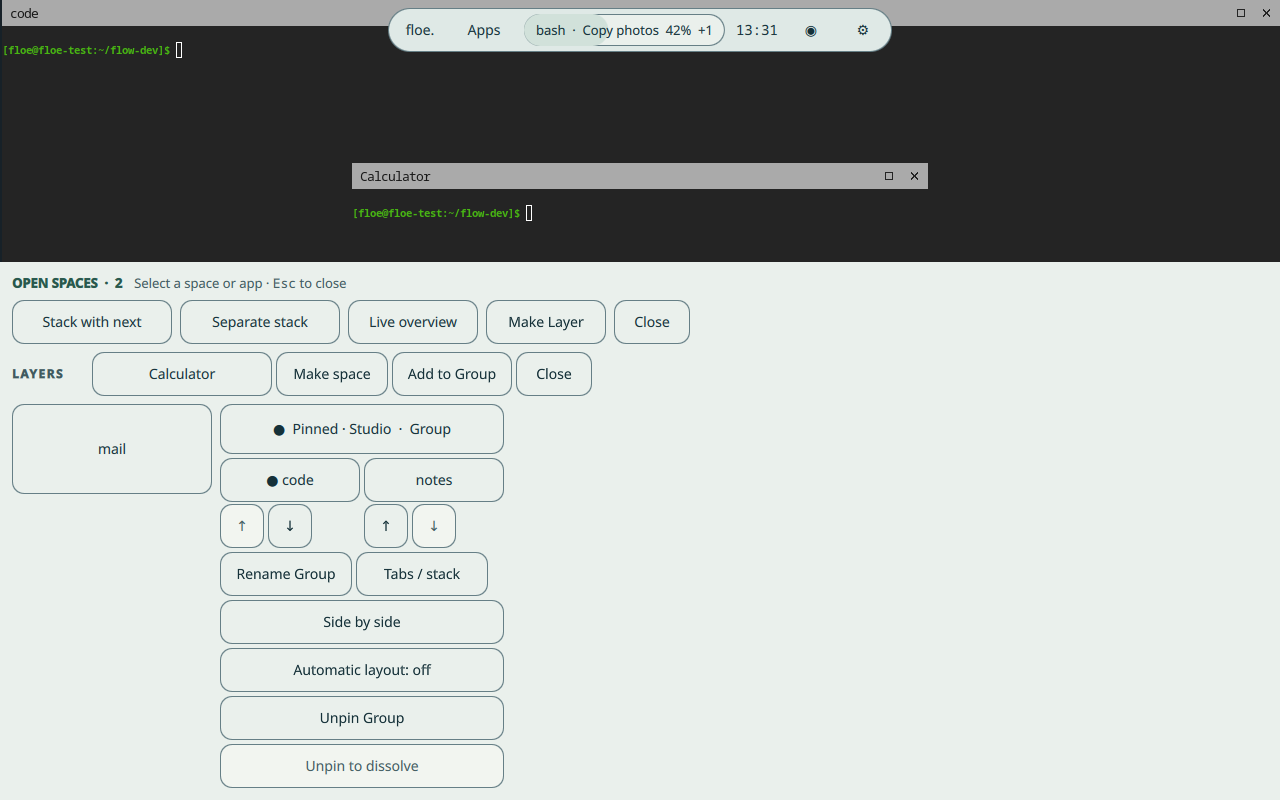 code
floe. Apps bash · Copy photos 42% +1 13:31
[floe@floe-test:~/flow-dev]$
Calculator
[floe@floe-test:~/flow-dev]$
OPEN SPACES · 2 Select a space or app · Esc to close
Stack with next Separate stack Live overview Make Layer Close
LAYERS Calculator Make space Add to Group Close
mail
● Pinned · Studio · Group
● code notes
↑ ↓ ↑ ↓
Rename Group Tabs / stack
Side by side
Automatic layout: off
Unpin Group
Unpin to dissolve